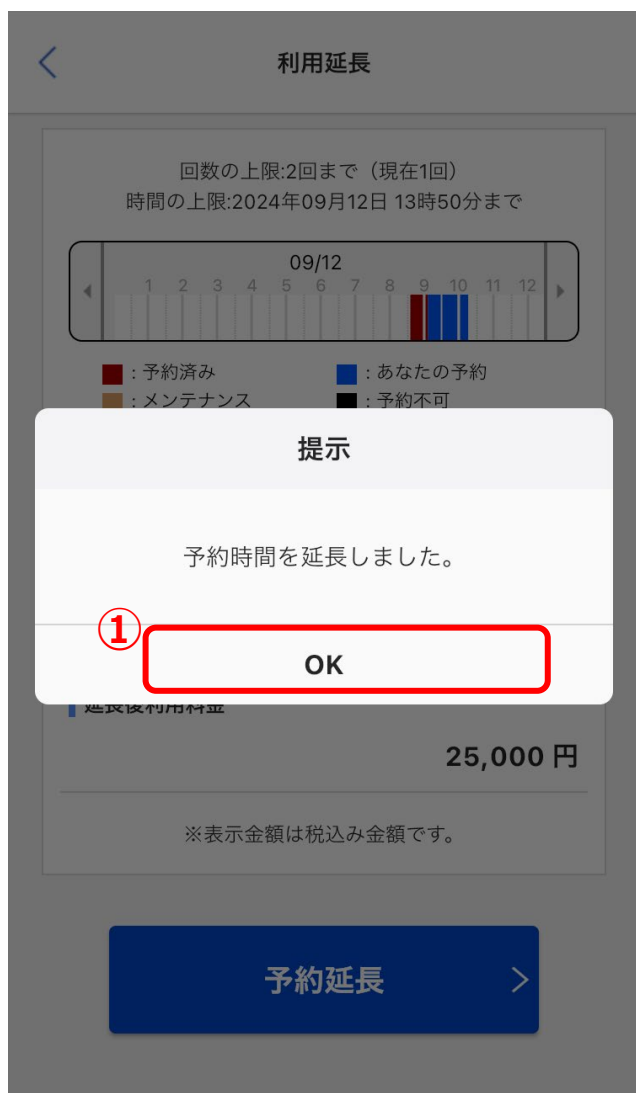 利用延長
回数の上限:2回まで（現在1回）
時間の上限:2024年09月12日 13時50分まで
09/12
1 2 3 4 5 6 7 8 9 10 11 12
: 予約済み
: あなたの予約
: メンテナンス
: 予約不可
提示
予約時間を延長しました。
①
OK
延長後利用料金
25,000 円
※表示金額は税込み金額です。
予約延長